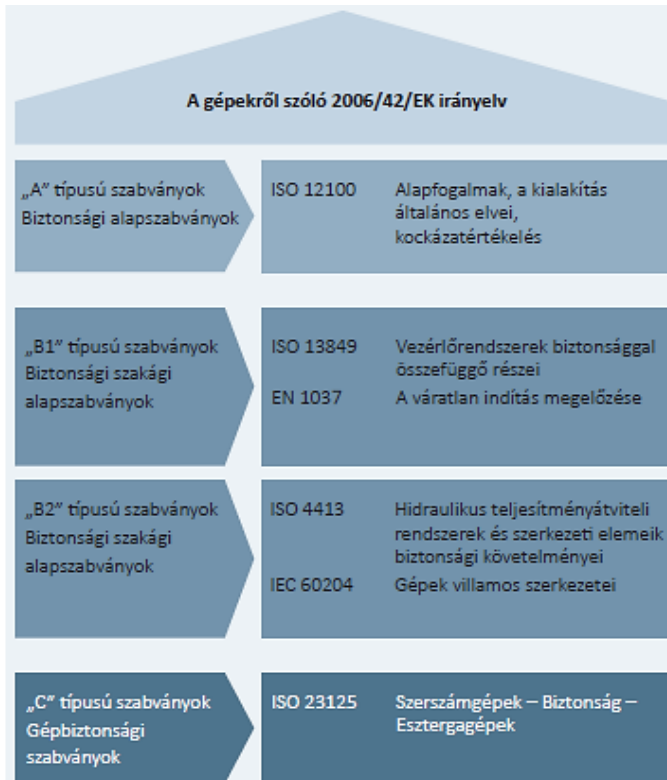 A gépekről szóló 2006/42/EK irányelv
„A” típusú szabványok
Biztonsági alapszabványok
ISO 12100 Alapfogalmak, a kialakítás
általános elvei,
kockázatértékelés
„B1” típusú szabványok
Biztonsági szakági
alapszabványok
ISO 13849 Vezérlőrendszerek biztonsággal
összefüggő részei
EN 1037 A váratlan indítás megelőzése
„B2” típusú szabványok
Biztonsági szakági
alapszabványok
ISO 4413 Hidraulikus teljesítményátviteli
rendszerek és szerkezeti elemeik
biztonsági követelményei
IEC 60204 Gépek villamos szerkezetei
„C” típusú szabványok
Gépbiztonsági
szabványok
ISO 23125 Szerszámgépek – Biztonság –
Esztergagépek